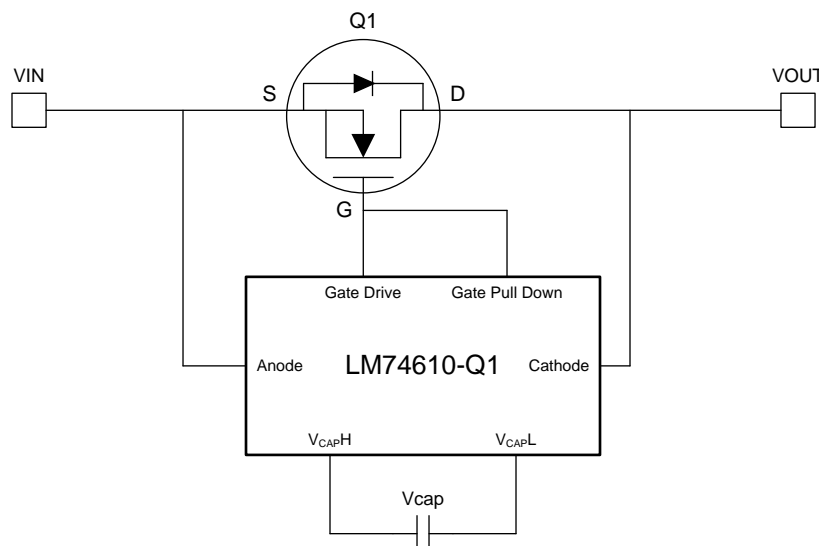 Q1
VIN
VOUT
S
D
G
Gate Drive
Gate Pull Down
Anode
LM74610-Q1
Cathode
VCAPH
VCAPL
Vcap